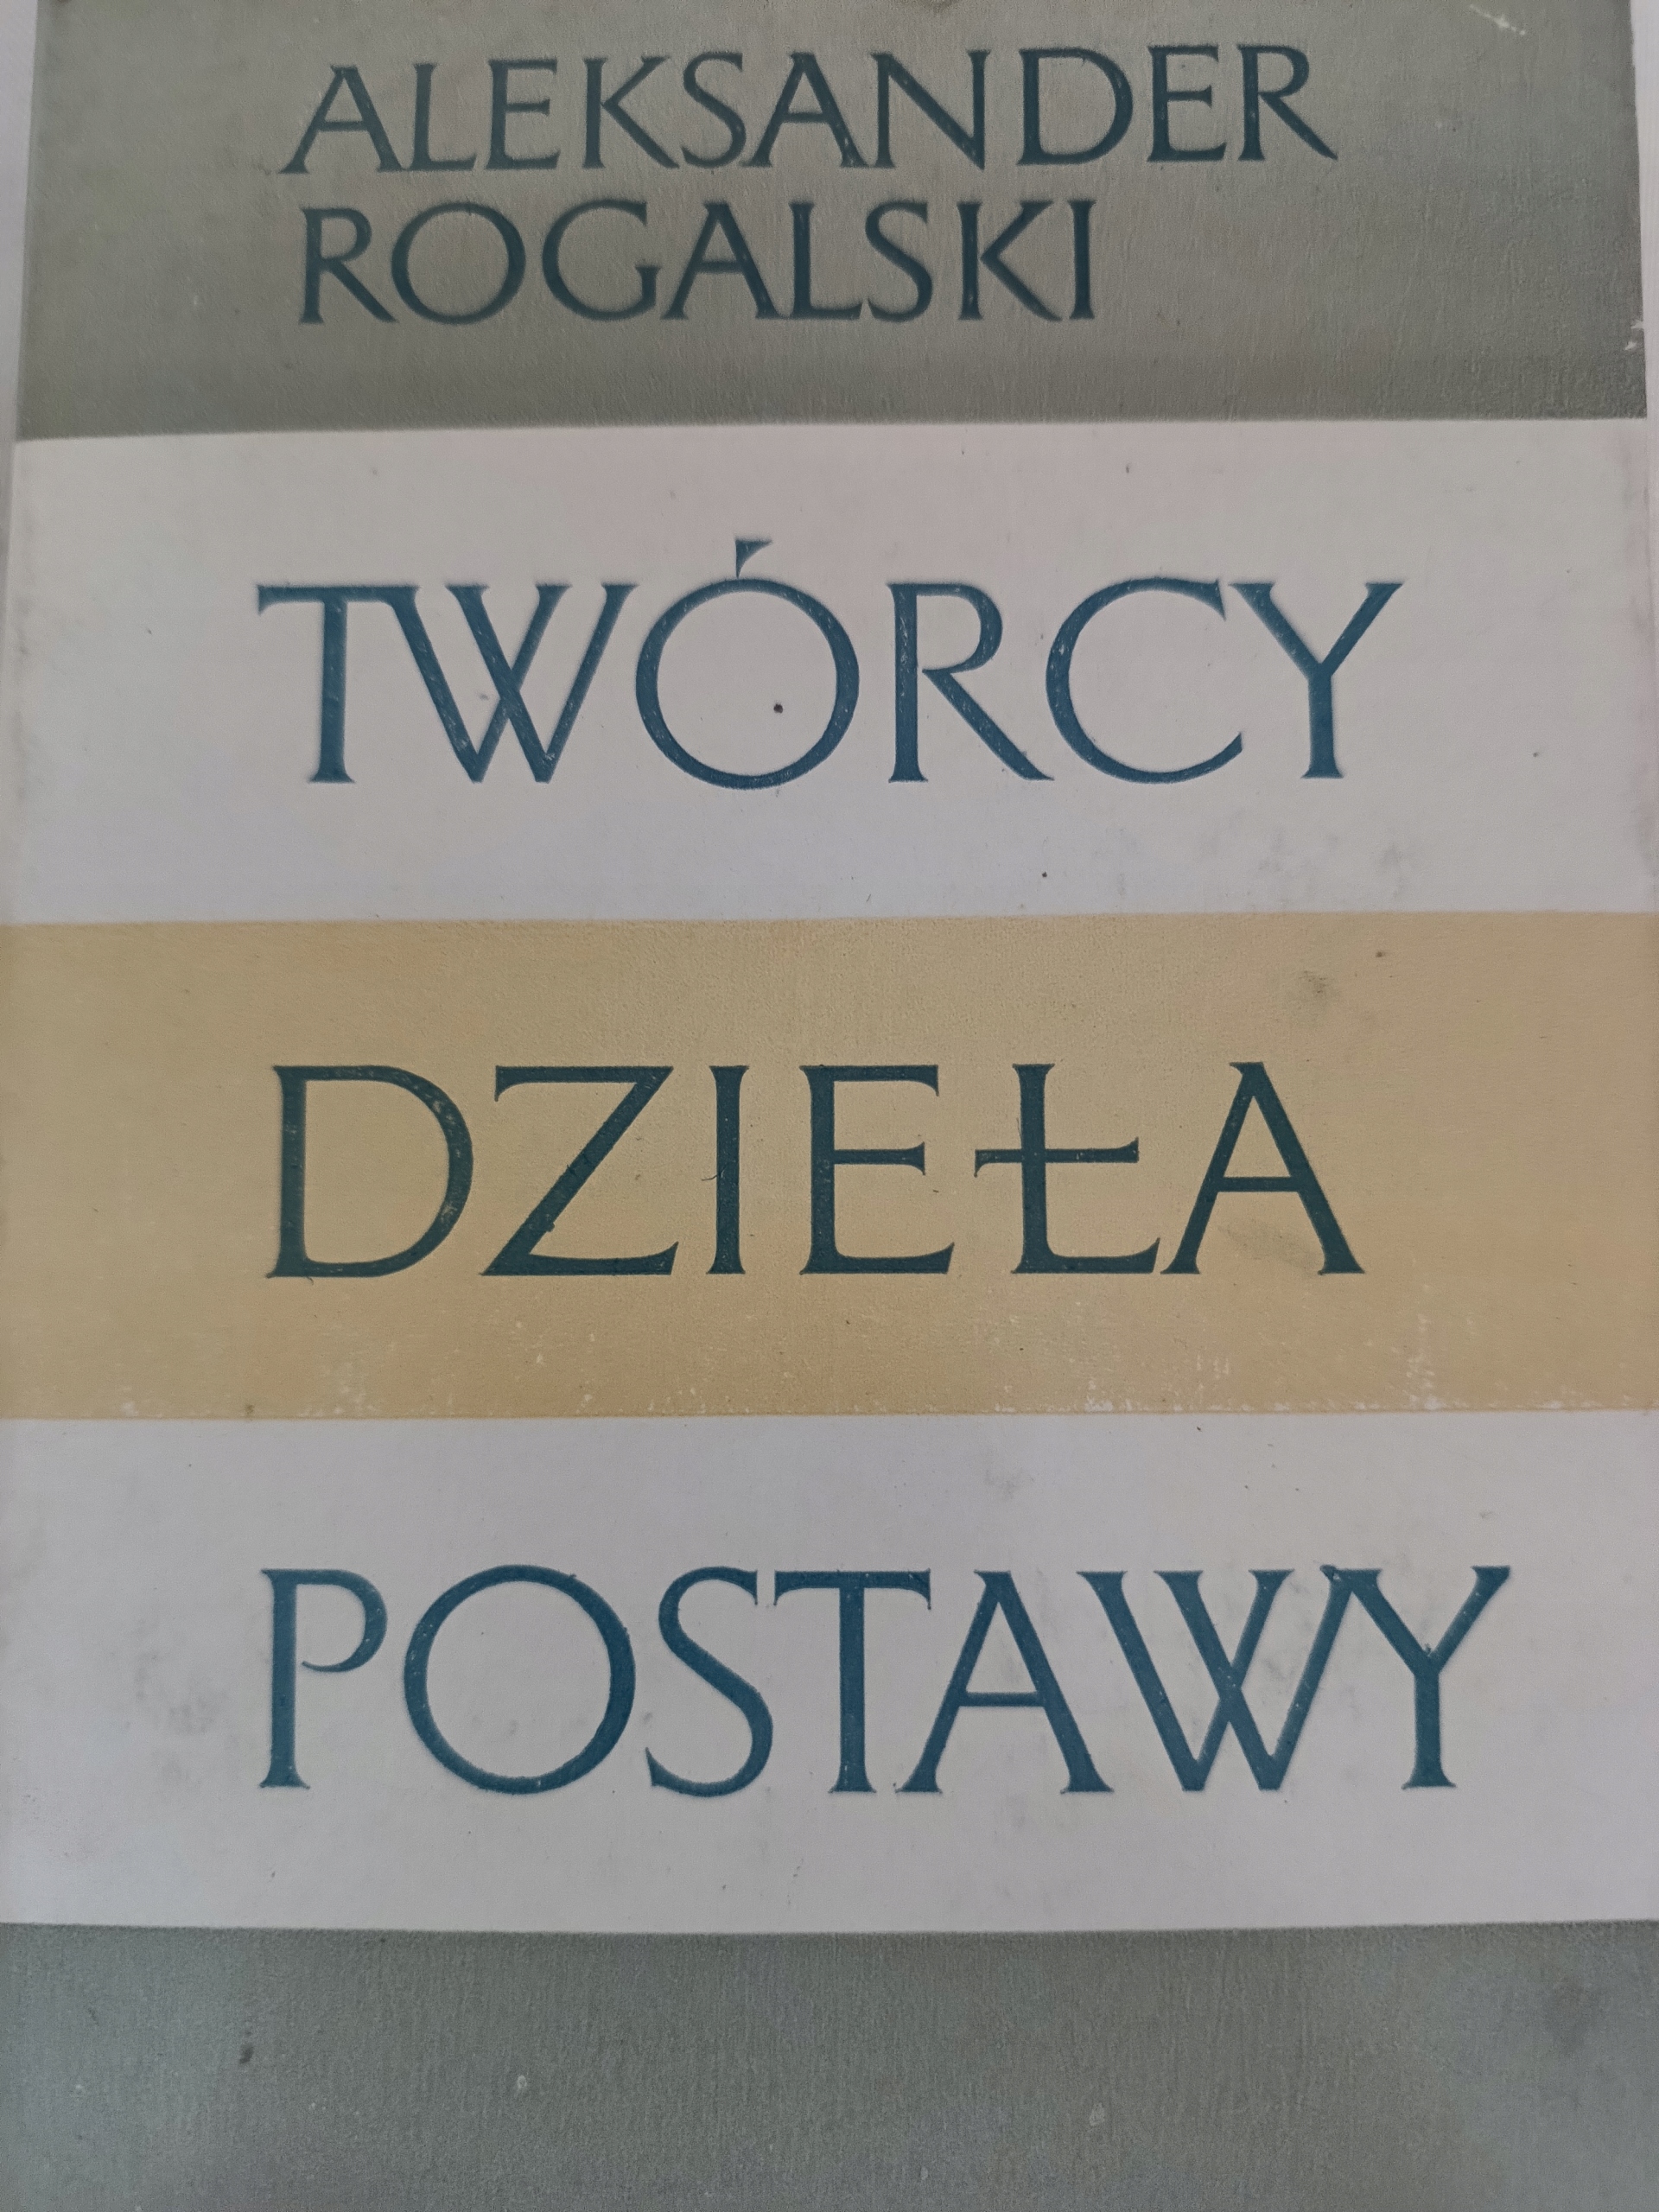 ALEKSANDER
ROGALSKI
TWÓRCY
DZIEŁA
POSTAWY